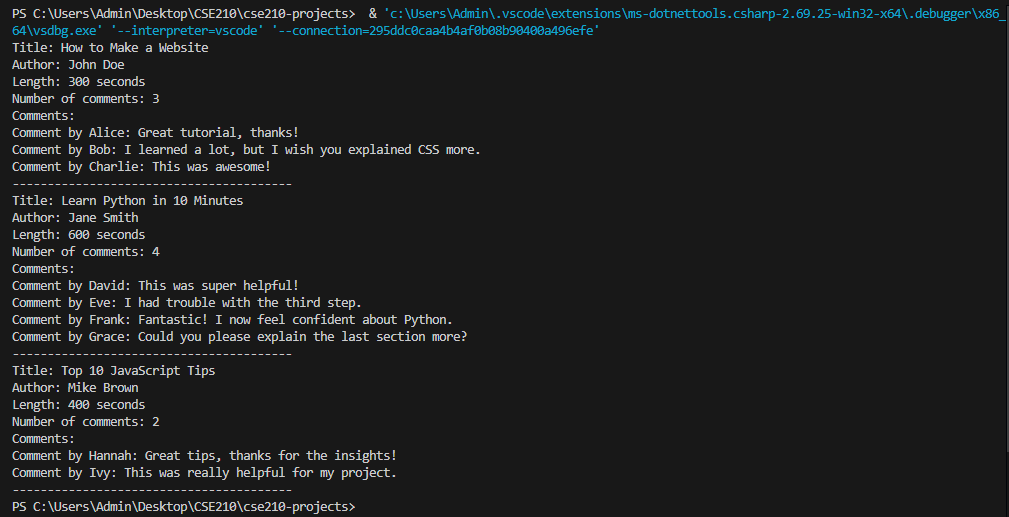 PS C:\Users\Admin\Desktop\CSE210\cse210-projects>  & 'c:\Users\Admin\.vscode\extensions\ms-dotnettools.csharp-2.69.25-win32-x64\.debugger\x86_
64\vsdbg.exe' '--interpreter=vscode' '--connection=295ddc0caa4b4af0b08b90400a496efe'
Title: How to Make a Website
Author: John Doe
Length: 300 seconds
Number of comments: 3
Comments:
Comment by Alice: Great tutorial, thanks!
Comment by Bob: I learned a lot, but I wish you explained CSS more.
Comment by Charlie: This was awesome!
----------------------------------------
Title: Learn Python in 10 Minutes
Author: Jane Smith
Length: 600 seconds
Number of comments: 4
Comments:
Comment by David: This was super helpful!
Comment by Eve: I had trouble with the third step.
Comment by Frank: Fantastic! I now feel confident about Python.
Comment by Grace: Could you please explain the last section more?
----------------------------------------
Title: Top 10 JavaScript Tips
Author: Mike Brown
Length: 400 seconds
Number of comments: 2
Comments:
Comment by Hannah: Great tips, thanks for the insights!
Comment by Ivy: This was really helpful for my project.
----------------------------------------
PS C:\Users\Admin\Desktop\CSE210\cse210-projects>